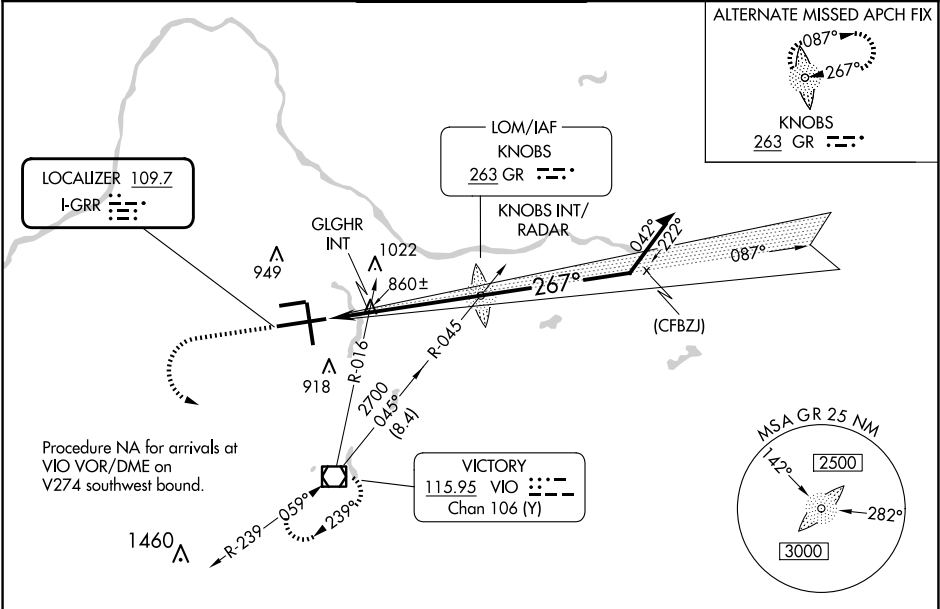 ALTERNATE MISSED APCH FIX
087°
267°
KNOBS
263 GR
LOM/IAF
KNOBS
263 GR
KNOBS INT/
RADAR
LOCALIZER 109.7
I-GRR
GLGHR
INT
1022
949
860±
042°
222°
087°
267°
(CFBZJ)
R-016
R-045
918
2700
045°
(8.4)
Procedure NA for arrivals at
VIO VOR/DME on
V274 southwest bound.
VICTORY
115.95 VIO
Chan 106 (Y)
R-239
059°
239°
1460
MSA GR 25 NM
142°
2500
282°
3000